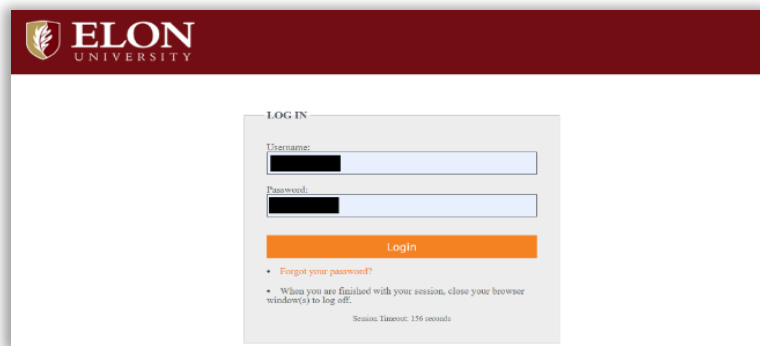 ELON
UNIVERSITY
LOG IN
Username:
Password:
Login
• Forgot your password?
• When you are finished with your session, close your browser
window(s) to log off.
Session Timeout: 156 seconds